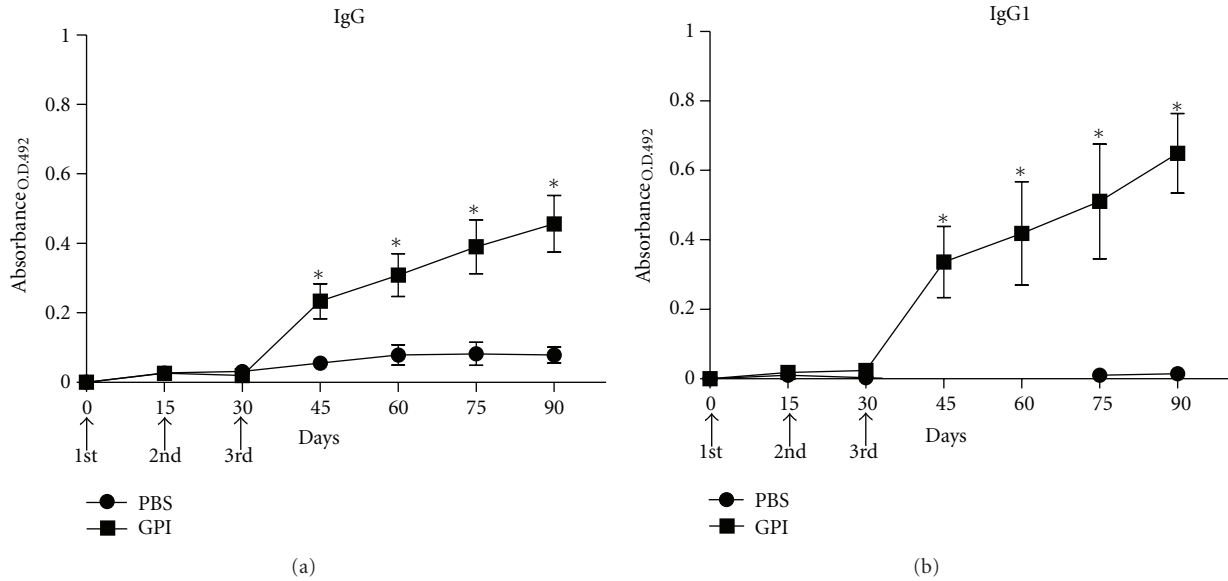 IgG
1
0.8
0.6
0.4
0.2
0
Absorbance O.D.492
* * * *
0 15 30 45 60 75 90
Days
1st 2nd 3rd
PBS
GPI
(a)
IgG1
1
0.8
0.6
0.4
0.2
0
Absorbance O.D.492
* * * *
0 15 30 45 60 75 90
Days
1st 2nd 3rd
PBS
GPI
(b)